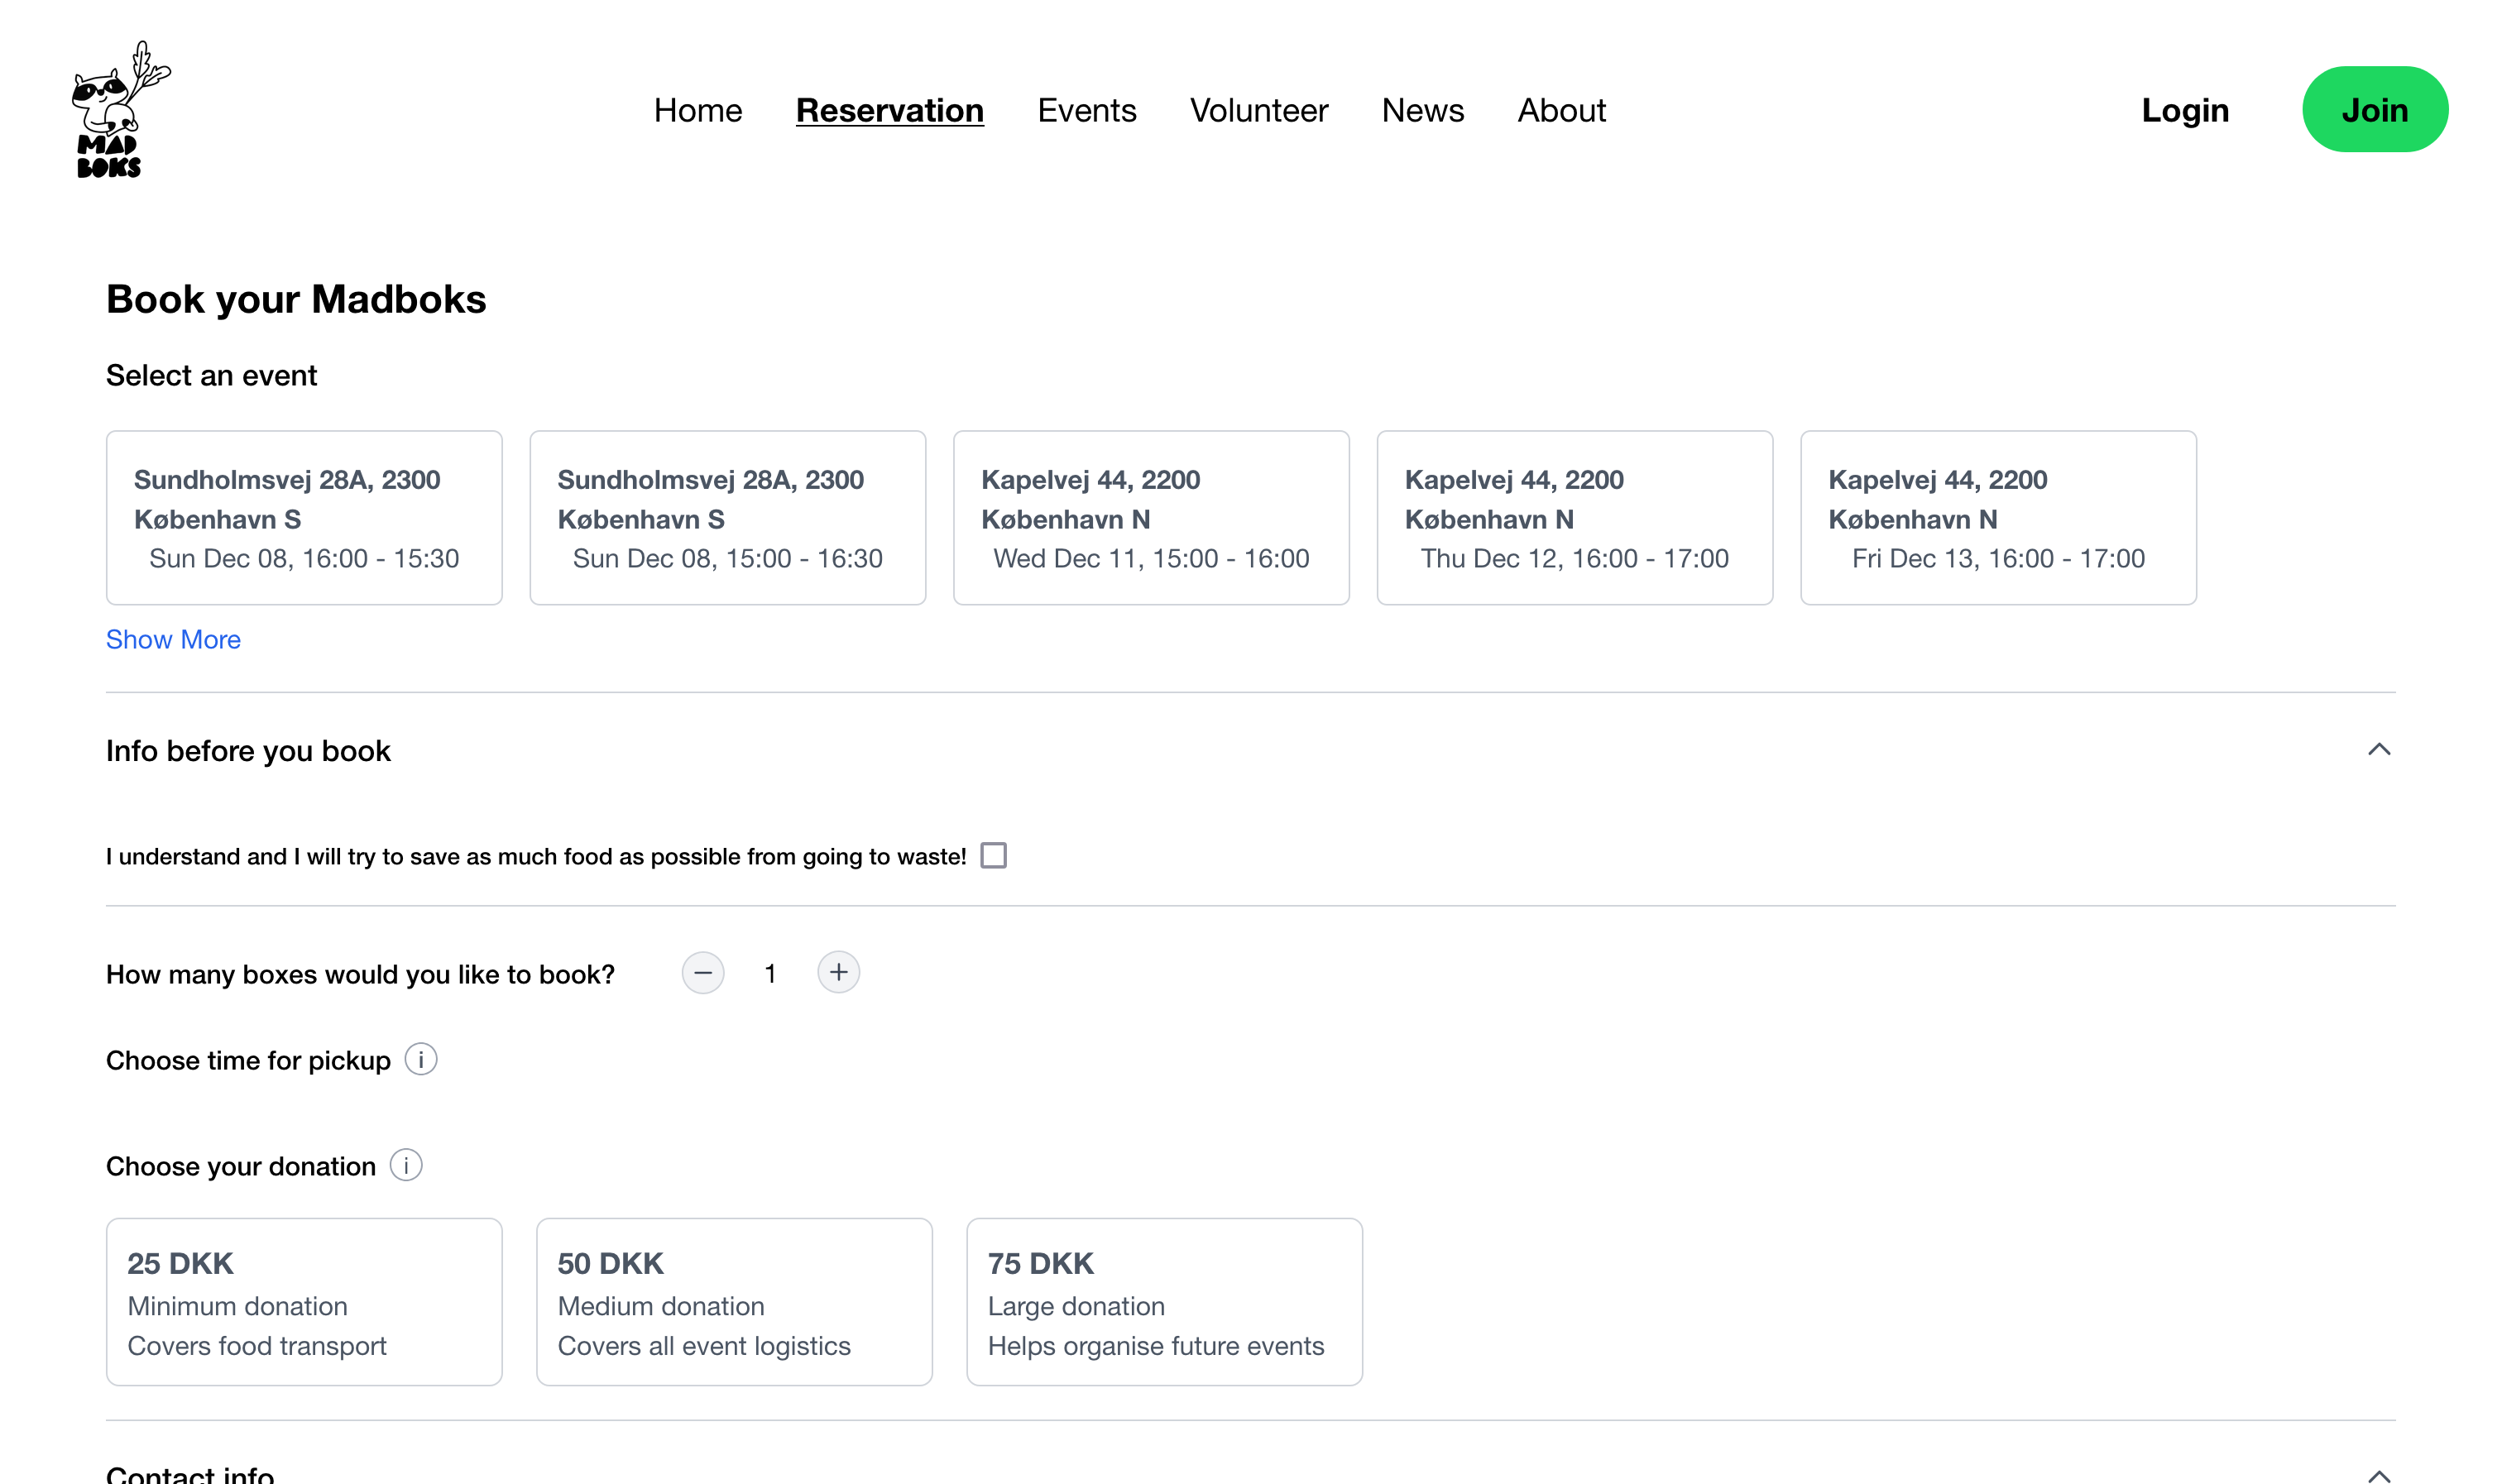 MAD
BOKS
Home Reservation Events Volunteer News About Login Join
Book your Madboks
Select an event
Sundholmsvej 28A, 2300
København S
Sun Dec 08, 16:00 - 15:30
Sundholmsvej 28A, 2300
København S
Sun Dec 08, 15:00 - 16:30
Kapelvej 44, 2200
København N
Wed Dec 11, 15:00 - 16:00
Kapelvej 44, 2200
København N
Thu Dec 12, 16:00 - 17:00
Kapelvej 44, 2200
København N
Fri Dec 13, 16:00 - 17:00
Show More
Info before you book
I understand and I will try to save as much food as possible from going to waste!
How many boxes would you like to book? − 1 +
Choose time for pickup i
Choose your donation i
25 DKK
Minimum donation
Covers food transport
50 DKK
Medium donation
Covers all event logistics
75 DKK
Large donation
Helps organise future events
Contact info